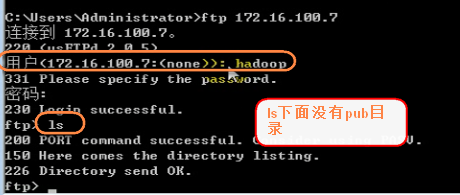 C:\Users\Administrator>ftp 172.16.100.7
连接到 172.16.100.7。
220 (vsFTPd 2.0.5)
用户(172.16.100.7:(none)): hadoop
331 Please specify the password.
密码:
230 Login successful.
ftp> ls
200 PORT command successful.
150 Here comes the directory listing.
226 Directory send OK.
ftp>
ls下面没有pub目
录